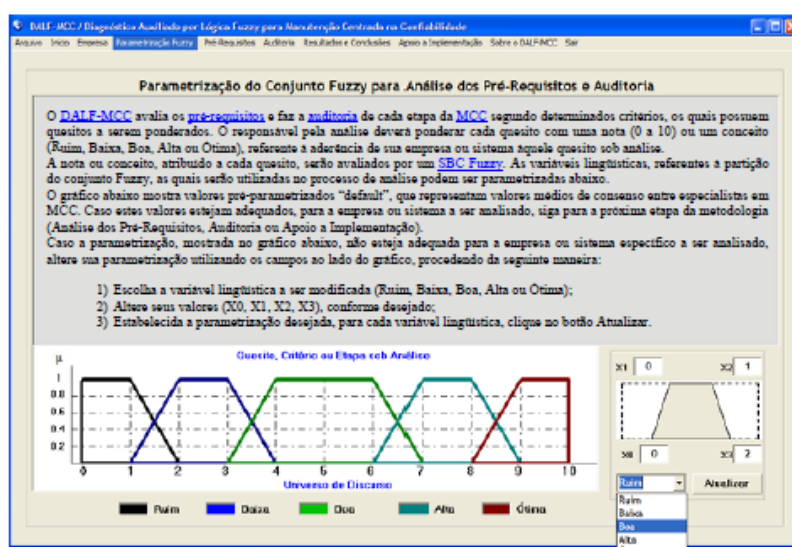 DALF-MCC / Diagnóstico Auxiliado por Lógica Fuzzy para Manutenção Centrada na Confiabilidade
Arquivo Início Empresa Parametrização Fuzzy Pré-Requisitos Auditoria Resultados e Conclusões Apoio a Implementação Sobre o DALF-MCC Sair
Parametrização do Conjunto Fuzzy para Análise dos Pré-Requisitos e Auditoria
O DALF-MCC avalia os pré-requisitos e faz a auditoria de cada etapa da MCC segundo determinados critérios, os quais possuem
quesitos a serem ponderados. O responsável pela análise deverá ponderar cada quesito com uma nota (0 a 10) ou um conceito
(Ruim, Baixa, Boa, Alta ou Ótima), referente à aderência de sua empresa ou sistema àquele quesito sob análise.
A nota ou conceito, atribuído a cada quesito, serão avaliados por um SBC Fuzzy. As variáveis lingüísticas, referentes à partição
do conjunto Fuzzy, as quais serão utilizadas no processo de análise podem ser parametrizadas abaixo.
O gráfico abaixo mostra valores pré-parametrizados “default”, que representam valores médios de consenso entre especialistas em
MCC. Caso estes valores estejam adequados, para a empresa ou sistema a ser analisado, siga para a próxima etapa da metodologia
(Análise dos Pré-Requisitos, Auditoria ou Apoio a Implementação).
Caso a parametrização, mostrada no gráfico abaixo, não esteja adequada para a empresa ou sistema específico a ser analisado,
altere sua parametrização utilizando os campos ao lado do gráfico, procedendo da seguinte maneira:
1) Escolha a variável lingüística a ser modificada (Ruim, Baixa, Boa, Alta ou Ótima);
2) Altere seus valores (X0, X1, X2, X3), conforme desejado;
3) Estabelecida a parametrização desejada, para cada variável lingüística, clique no botão Atualizar.
μ
Quesito, Critério ou Etapa sob Análise
1
0.8
0.6
0.4
0.2
0 1 2 3 4 5 6 7 8 9 10
Universo de Discurso
Ruim Baixa Boa Alta Ótima
X1 0 X2 1
X0 0 X3 2
Ruim Atualizar
Ruim
Baixa
Boa
Alta